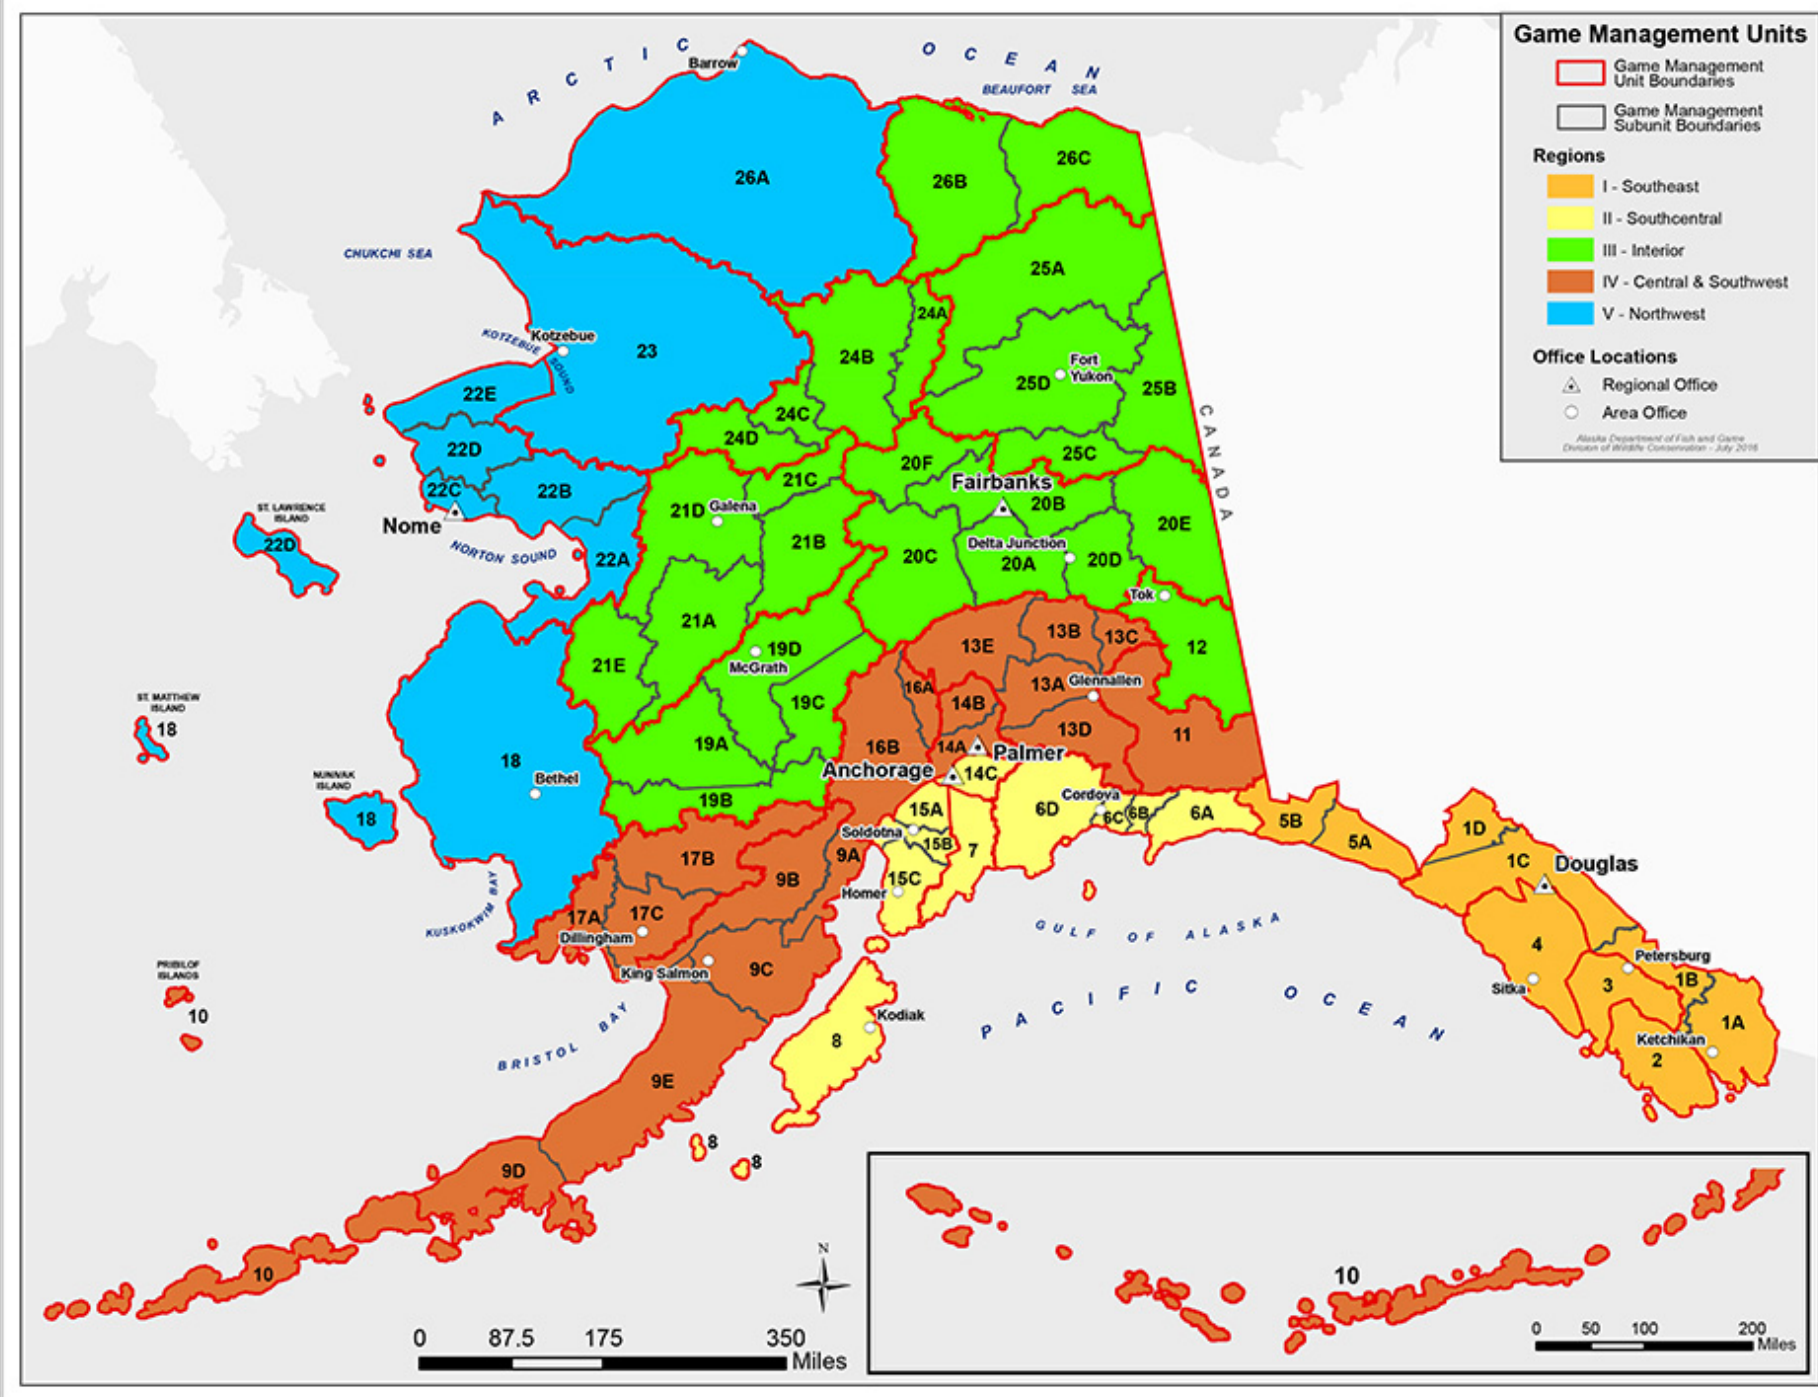 ARCTIC OCEAN
BEAUFORT SEA
Barrow
26A
26B
26C
CHUKCHI SEA
25A
24A
KOTZEBUE
SOUND
Kotzebue
23
24B
25D
Fort
Yukon
25B
CANADA
22E
24C
24D
22D
20F
25C
21C
22C
22B
Nome
21D
Galena
Fairbanks
20B
20E
ST. LAWRENCE
ISLAND
22D
NORTON SOUND
22A
21B
20C
Delta Junction
20A
20D
Tok
21A
12
21E
19D
McGrath
13E
13B
13C
16A
13A
Glennallen
ST. MATTHEW
ISLAND
18
19C
14B
13D
11
19A
16B
14A
Palmer
Anchorage
14C
18
Bethel
NUNIVAK
ISLAND
18
19B
15A
6D
Cordova
6C
6B
6A
5B
5A
1D
1C
Douglas
Soldotna
15B
7
17B
9A
9B
15C
Homer
KUSKOKWIM BAY
17A
17C
Dillingham
GULF OF ALASKA
4
Petersburg
King Salmon
9C
PRIBILOF
ISLANDS
10
Sitka
3
1B
1A
PACIFIC OCEAN
Kodiak
8
Ketchikan
2
BRISTOL BAY
9E
8
8
9D
10
N
0 87.5 175 350
Miles
10
0 50 100 200
Miles
Game Management Units
Game Management
Unit Boundaries
Game Management
Subunit Boundaries
Regions
I - Southeast
II - Southcentral
III - Interior
IV - Central & Southwest
V - Northwest
Office Locations
Regional Office
Area Office
Alaska Department of Fish and Game
Division of Wildlife Conservation - July 2016